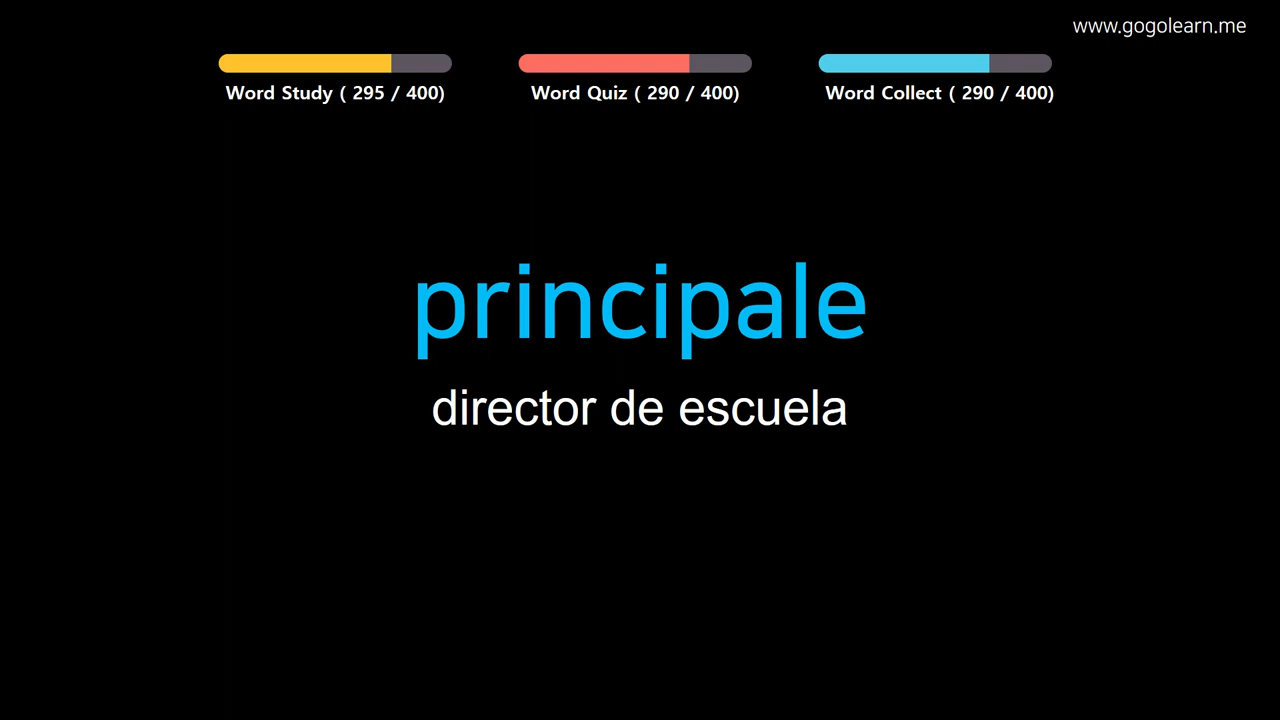 www.gogolearn.me
Word Study ( 295 / 400)
Word Quiz ( 290 / 400)
Word Collect ( 290 / 400)
principale
director de escuela